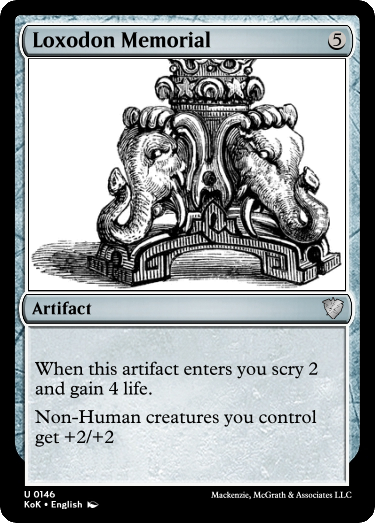 Loxodon Memorial 5
Artifact
When this artifact enters you scry 2
and gain 4 life.
Non-Human creatures you control
get +2/+2
U 0146
KoK • English Mackenzie, McGrath & Associates LLC